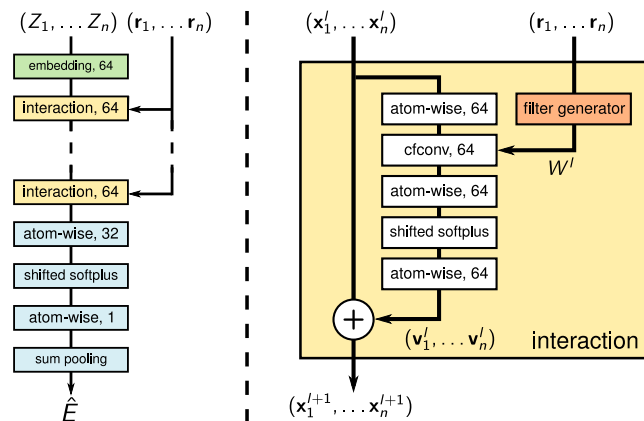 (Z₁, . . . Zₙ) (r₁, . . . rₙ)
embedding, 64
interaction, 64
interaction, 64
atom-wise, 32
shifted softplus
atom-wise, 1
sum pooling
Ê
(x₁ˡ, . . . xₙˡ) (r₁, . . . rₙ)
atom-wise, 64
filter generator
cfconv, 64
Wˡ
atom-wise, 64
shifted softplus
atom-wise, 64
+
(v₁ˡ, . . . vₙˡ)
interaction
(x₁ˡ⁺¹, . . . xₙˡ⁺¹)